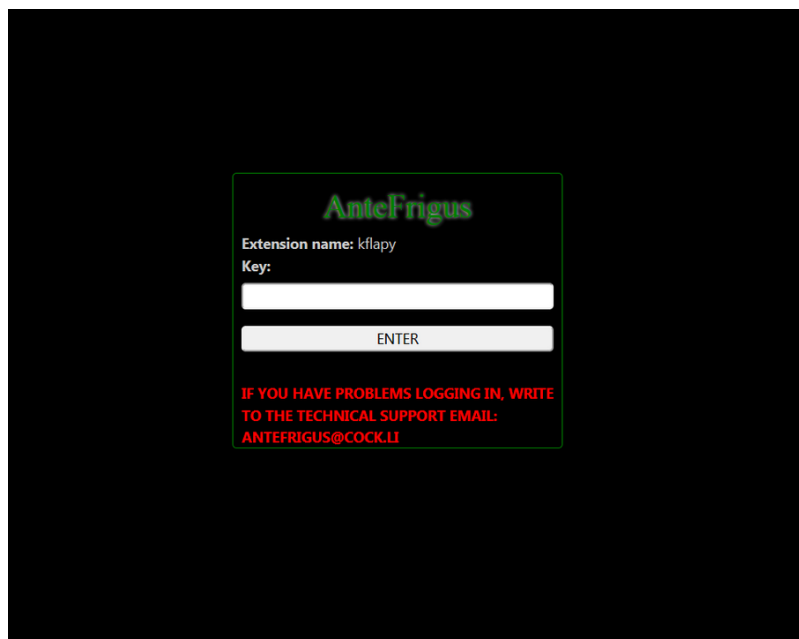 AnteFrigus
Extension name: kflapy
Key:
ENTER
IF YOU HAVE PROBLEMS LOGGING IN, WRITE
TO THE TECHNICAL SUPPORT EMAIL:
ANTEFRIGUS@COCK.LI